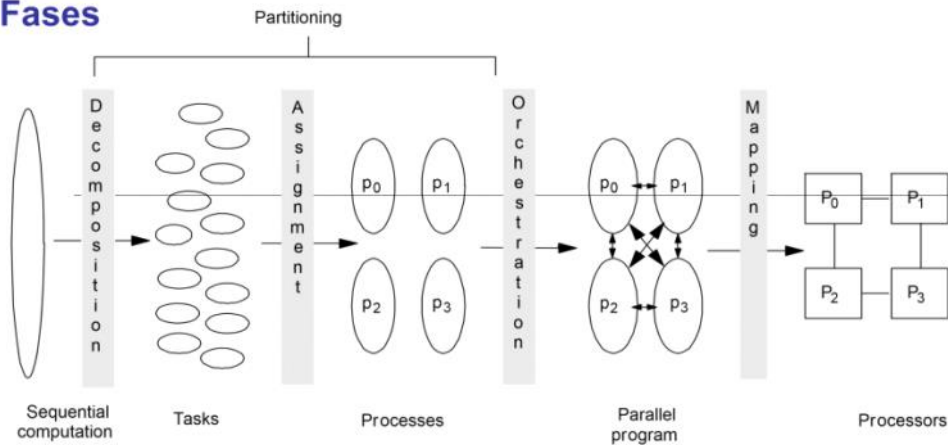 Fases
Partitioning
Decomposition
Assignment
Orchestration
Mapping
p0
p1
p2
p3
p0
p1
p2
p3
P0
P1
P2
P3
Sequential
computation
Tasks
Processes
Parallel
program
Processors